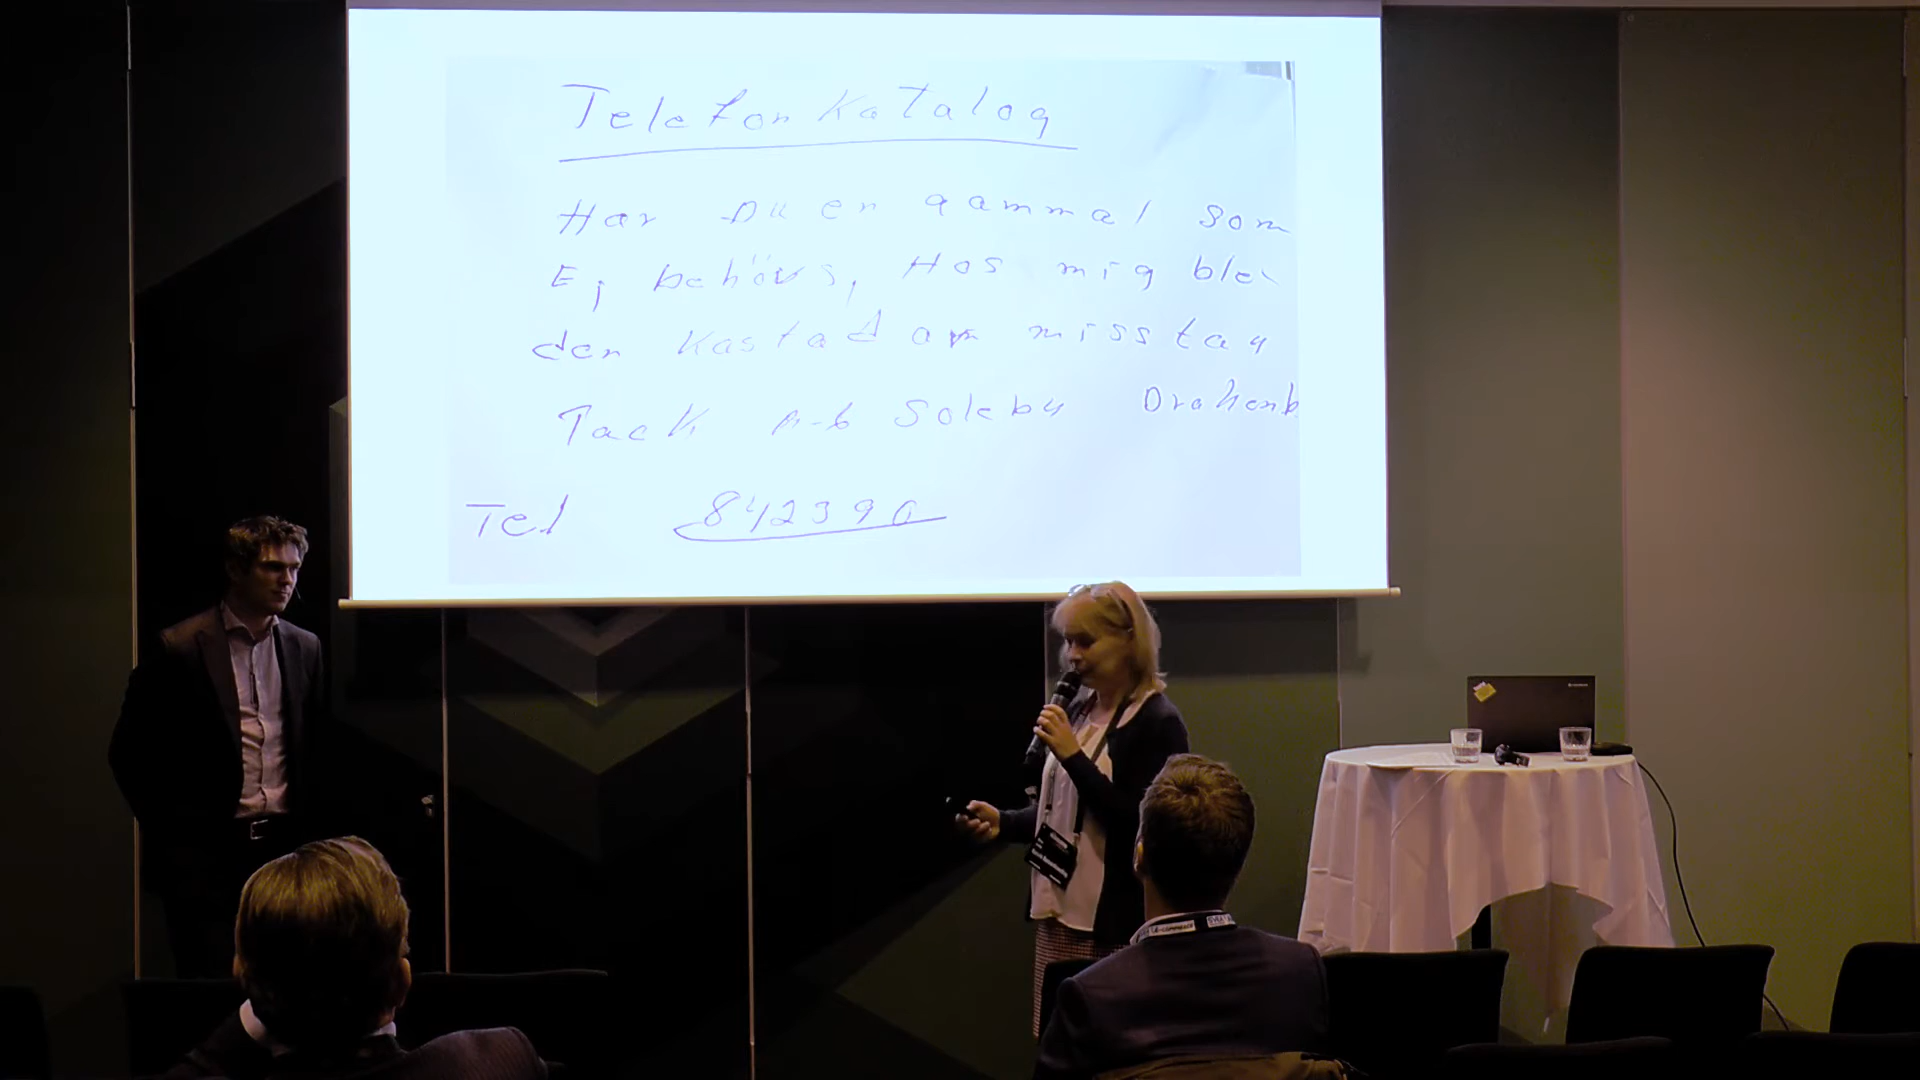 Telefon Katalog
Har Du en gammal som
Ej behövs, Hos mig blev
den Kastad av misstag
Tack A-B Soleby Drakenb
Tel 842390